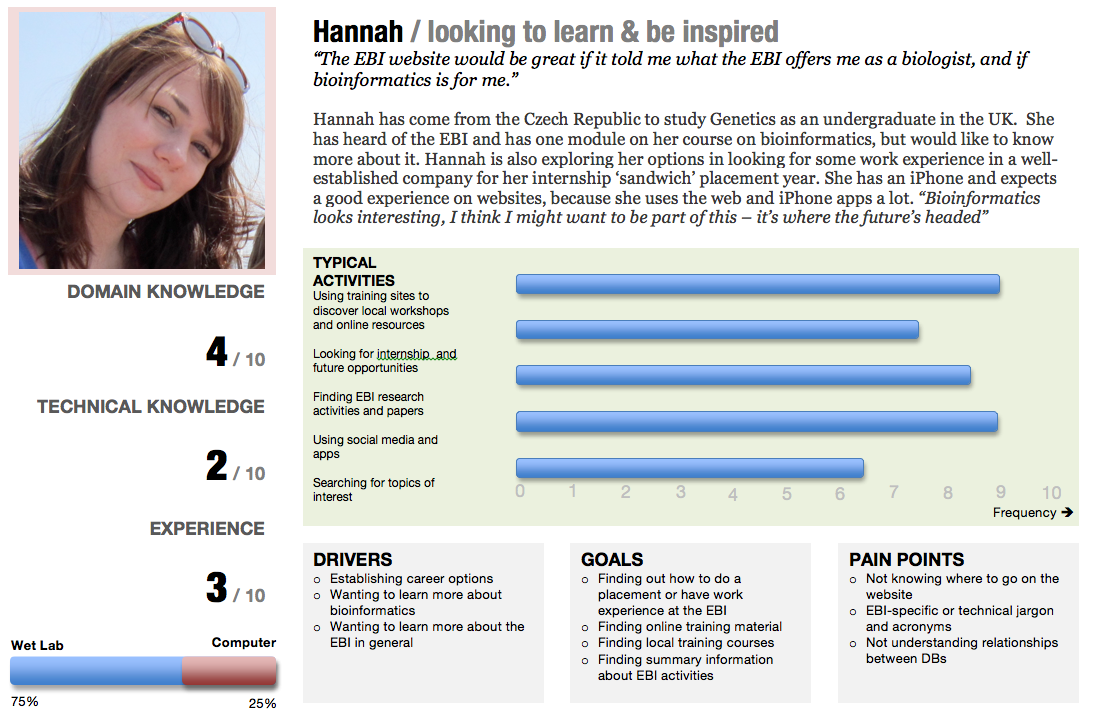 Hannah / looking to learn & be inspired
“The EBI website would be great if it told me what the EBI offers me as a biologist, and if
bioinformatics is for me.”
Hannah has come from the Czech Republic to study Genetics as an undergraduate in the UK.  She
has heard of the EBI and has one module on her course on bioinformatics, but would like to know
more about it. Hannah is also exploring her options in looking for some work experience in a well-
established company for her internship ‘sandwich’ placement year. She has an iPhone and expects
a good experience on websites, because she uses the web and iPhone apps a lot. “Bioinformatics
looks interesting, I think I might want to be part of this – it’s where the future’s headed”
DOMAIN KNOWLEDGE
4 / 10
TECHNICAL KNOWLEDGE
2 / 10
EXPERIENCE
3 / 10
Wet Lab Computer
75% 25%
TYPICAL
ACTIVITIES
Using training sites to
discover local workshops
and online resources
Looking for internship  and
future opportunities
Finding EBI research
activities and papers
Using social media and
apps
Searching for topics of
interest
0 1 2 3 4 5 6 7 8 9 10
Frequency ➔
DRIVERS
o Establishing career options
o Wanting to learn more about
bioinformatics
o Wanting to learn more about the
EBI in general
GOALS
o Finding out how to do a
placement or have work
experience at the EBI
o Finding online training material
o Finding local training courses
o Finding summary information
about EBI activities
PAIN POINTS
o Not knowing where to go on the
website
o EBI-specific or technical jargon
and acronyms
o Not understanding relationships
between DBs